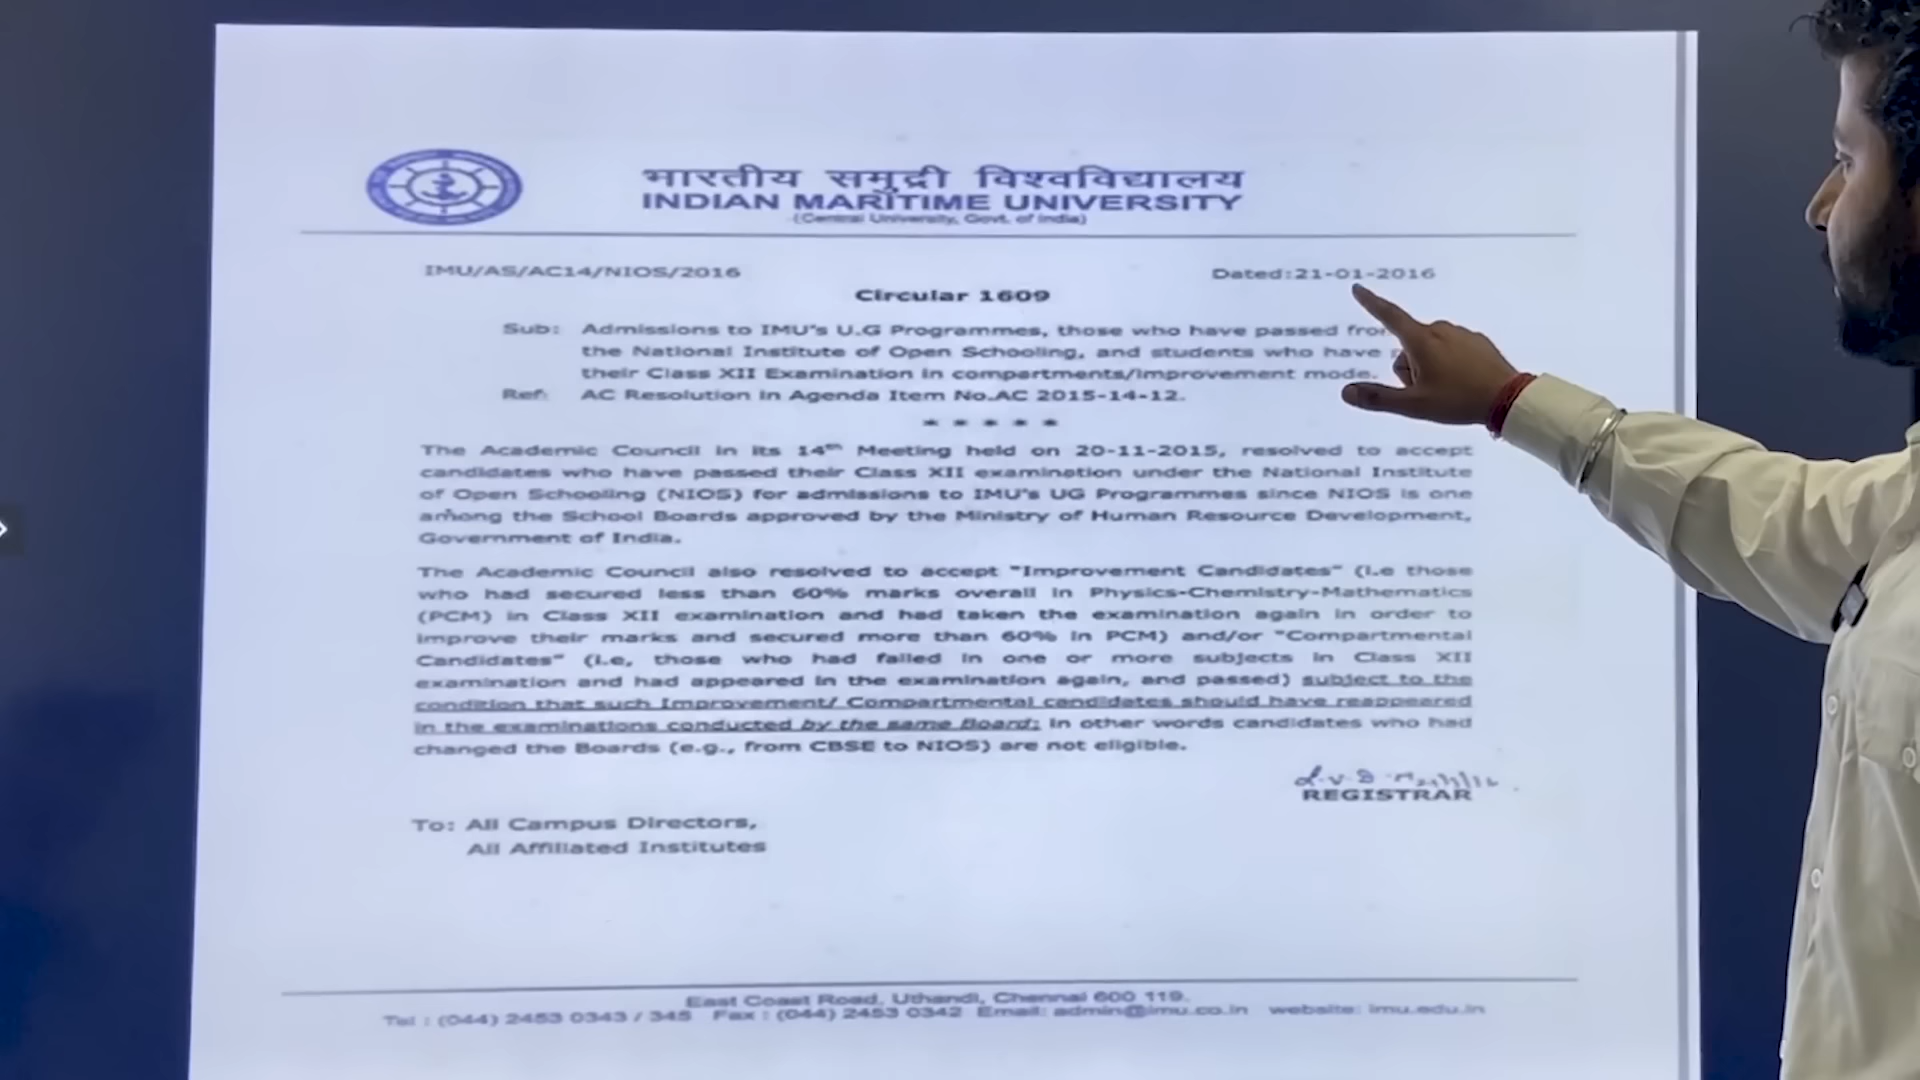 भारतीय समुद्री विश्वविद्यालय
INDIAN MARITIME UNIVERSITY
(Central University, Govt. of India)
IMU/AS/AC14/NIOS/2016 Dated:21-01-2016
Circular 1609
Sub: Admissions to IMU's U.G Programmes, those who have passed
the National Institute of Open Schooling, and students who have
their Class XII Examination in compartments/improvement mode.
Ref: AC Resolution in Agenda Item No.AC 2015-14-12.
* * * * *
The Academic Council in its 14th Meeting held on 20-11-2015, resolved to accept
candidates who have passed their Class XII examination under the National Institute
of Open Schooling (NIOS) for admissions to IMU's UG Programmes since NIOS is one
among the School Boards approved by the Ministry of Human Resource Development,
Government of India.
The Academic Council also resolved to accept "Improvement Candidates" (i.e those
who had secured less than 60% marks overall in Physics-Chemistry-Mathematics
(PCM) in Class XII examination and had taken the examination again in order to
improve their marks and secured more than 60% in PCM) and/or "Compartmental
Candidates" (i.e, those who had failed in one or more subjects in Class XII
examination and had appeared in the examination again, and passed) subject to the
condition that such Improvement/ Compartmental candidates should have reappeared
in the examinations conducted by the same Board; in other words candidates who had
changed the Boards (e.g., from CBSE to NIOS) are not eligible.
REGISTRAR
To: All Campus Directors,
All Affiliated Institutes
East Coast Road, Uthandi, Chennai 600 119.
Tel : (044) 2453 0343 / 345 Fax : (044) 2453 0342 Email: admin@imu.co.in website: imu.edu.in